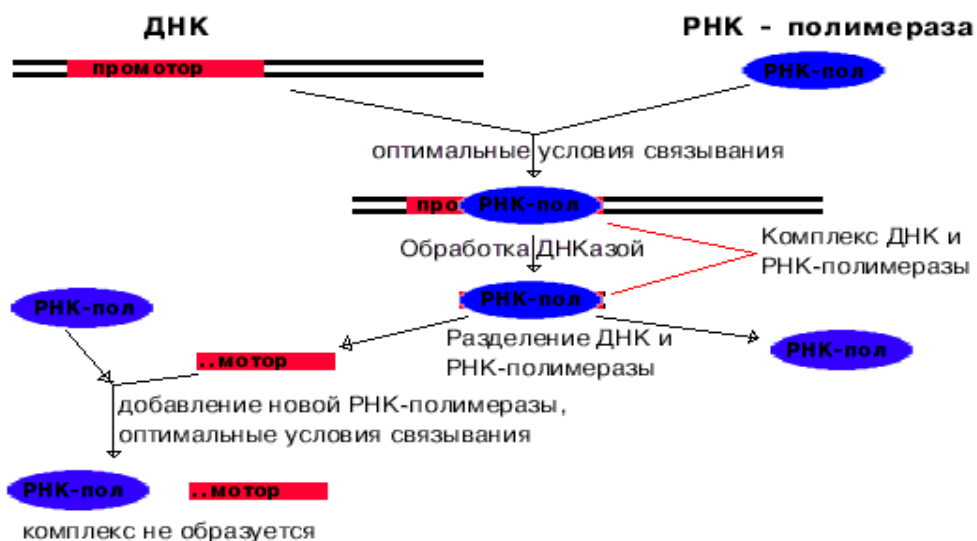 ДНК
РНК - полимераза
промотор
РНК-пол
оптимальные условия связывания
про РНК-пол
Обработка ДНКазой
Комплекс ДНК и
РНК-полимеразы
РНК-пол
РНК-пол
Разделение ДНК и
РНК-полимеразы
РНК-пол
..мотор
добавление новой РНК-полимеразы,
оптимальные условия связывания
РНК-пол
..мотор
комплекс не образуется